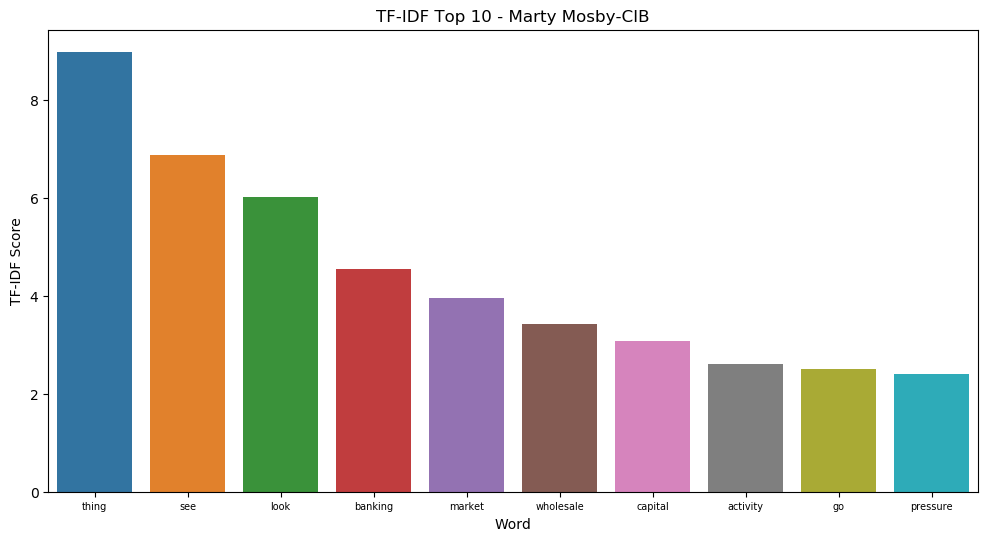 TF-IDF Top 10 - Marty Mosby-CIB
TF-IDF Score
8
6
4
2
0
thing see look banking market wholesale capital activity go pressure
Word